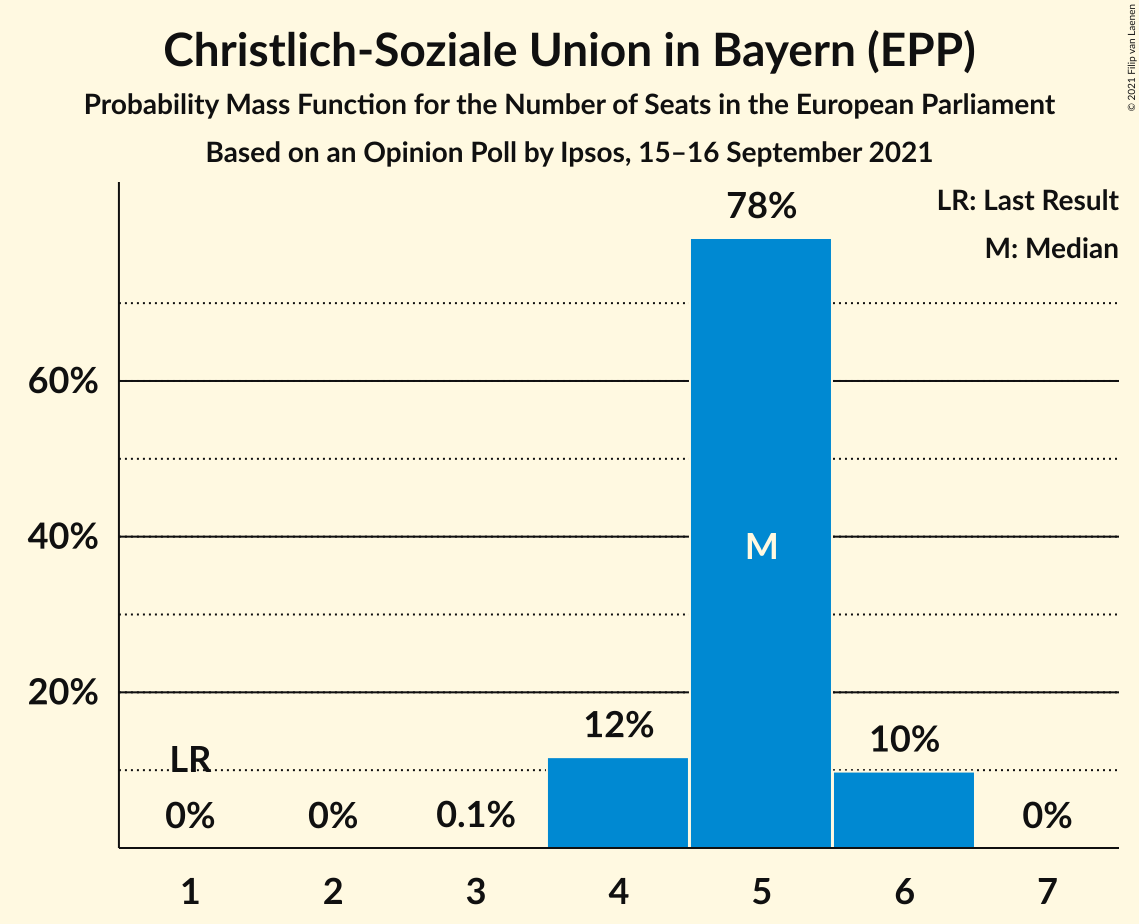 Christlich-Soziale Union in Bayern (EPP)
Probability Mass Function for the Number of Seats in the European Parliament
Based on an Opinion Poll by Ipsos, 15–16 September 2021
© 2021 Filip van Laenen
LR: Last Result
M: Median
78%
60%
40%
M
20%
12%
10%
LR
0%
0%
0.1%
0%
1 2 3 4 5 6 7